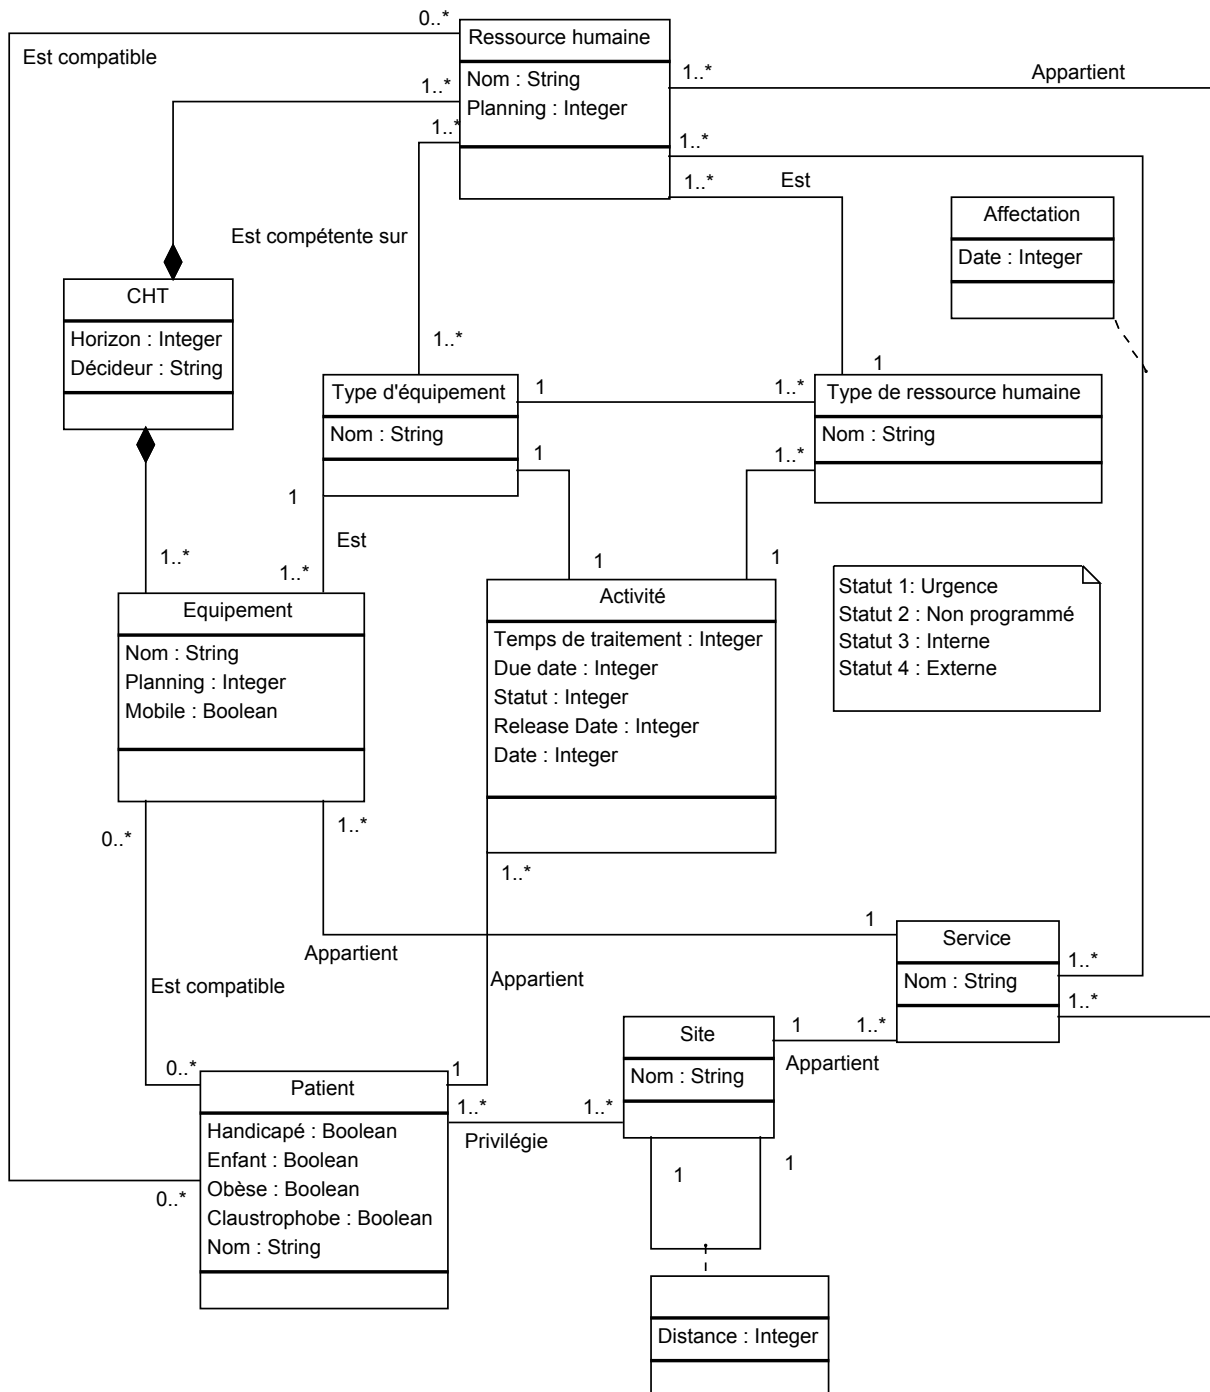 0..*
Ressource humaine
Est compatible
Nom : String
Planning : Integer
1..*
1..*
1..*
Appartient
1..*
1..*
Est
Est compétente sur
Affectation
Date : Integer
CHT
Horizon : Integer
Décideur : String
1..*
1
Type d'équipement
Nom : String
1
1..*
Type de ressource humaine
Nom : String
1
1..*
1
Est
1..*
1..*
1
1
Equipement
Nom : String
Planning : Integer
Mobile : Boolean
Activité
Temps de traitement : Integer
Due date : Integer
Statut : Integer
Release Date : Integer
Date : Integer
Statut 1: Urgence
Statut 2 : Non programmé
Statut 3 : Interne
Statut 4 : Externe
0..*
1..*
1..*
1
Appartient
Est compatible
Appartient
Service
Nom : String
1..*
1..*
Site
Nom : String
1
1..*
Appartient
0..*
1
Patient
Handicapé : Boolean
Enfant : Boolean
Obèse : Boolean
Claustrophobe : Boolean
Nom : String
1..*
1..*
Privilégie
0..*
1
1
Distance : Integer